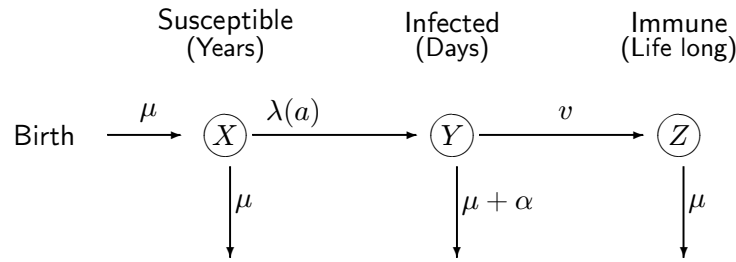 Susceptible Infected Immune
(Years) (Days) (Life long)
μ λ(a) v
Birth X Y Z
μ μ + α μ